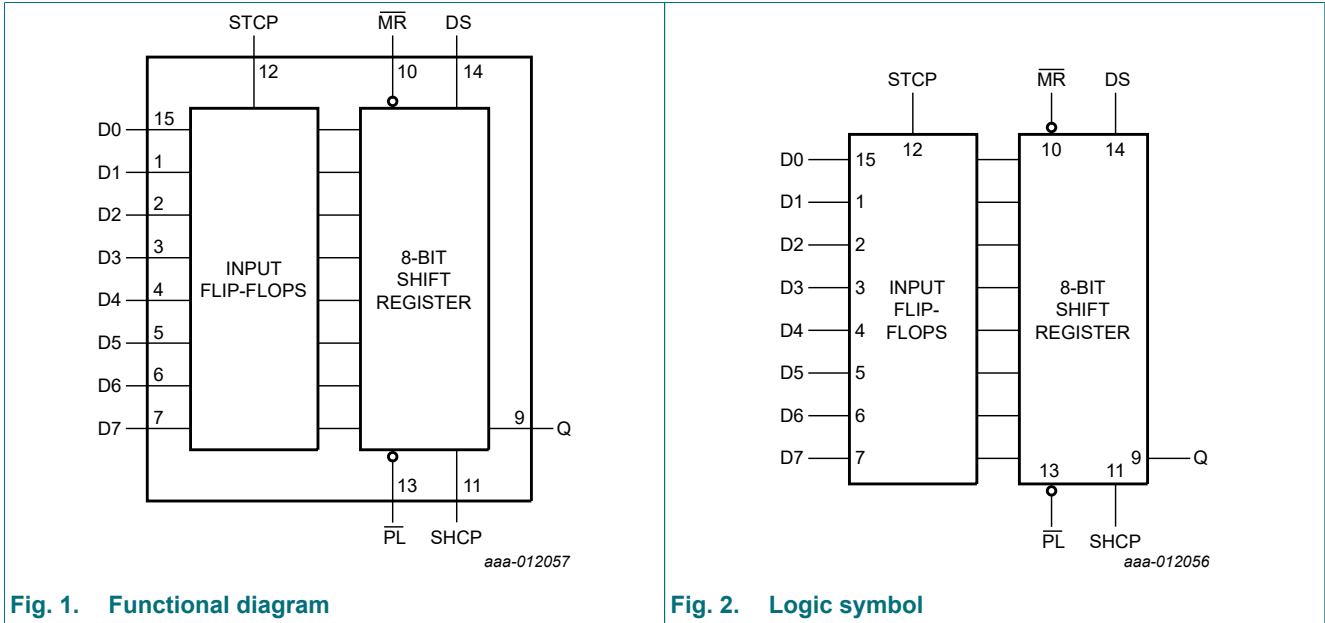 STCP
M̅R̅
DS
12
10
14
D0
15
D1
1
D2
2
D3
3
D4
4
D5
5
D6
6
D7
7
INPUT
FLIP-FLOPS
8-BIT
SHIFT
REGISTER
9
Q
13
11
P̅L̅
SHCP
aaa-012057
Fig. 1. Functional diagram
STCP
M̅R̅
DS
12
10
14
D0
15
D1
1
D2
2
D3
3
D4
4
D5
5
D6
6
D7
7
INPUT
FLIP-
FLOPS
8-BIT
SHIFT
REGISTER
9
Q
13
11
P̅L̅
SHCP
aaa-012056
Fig. 2. Logic symbol